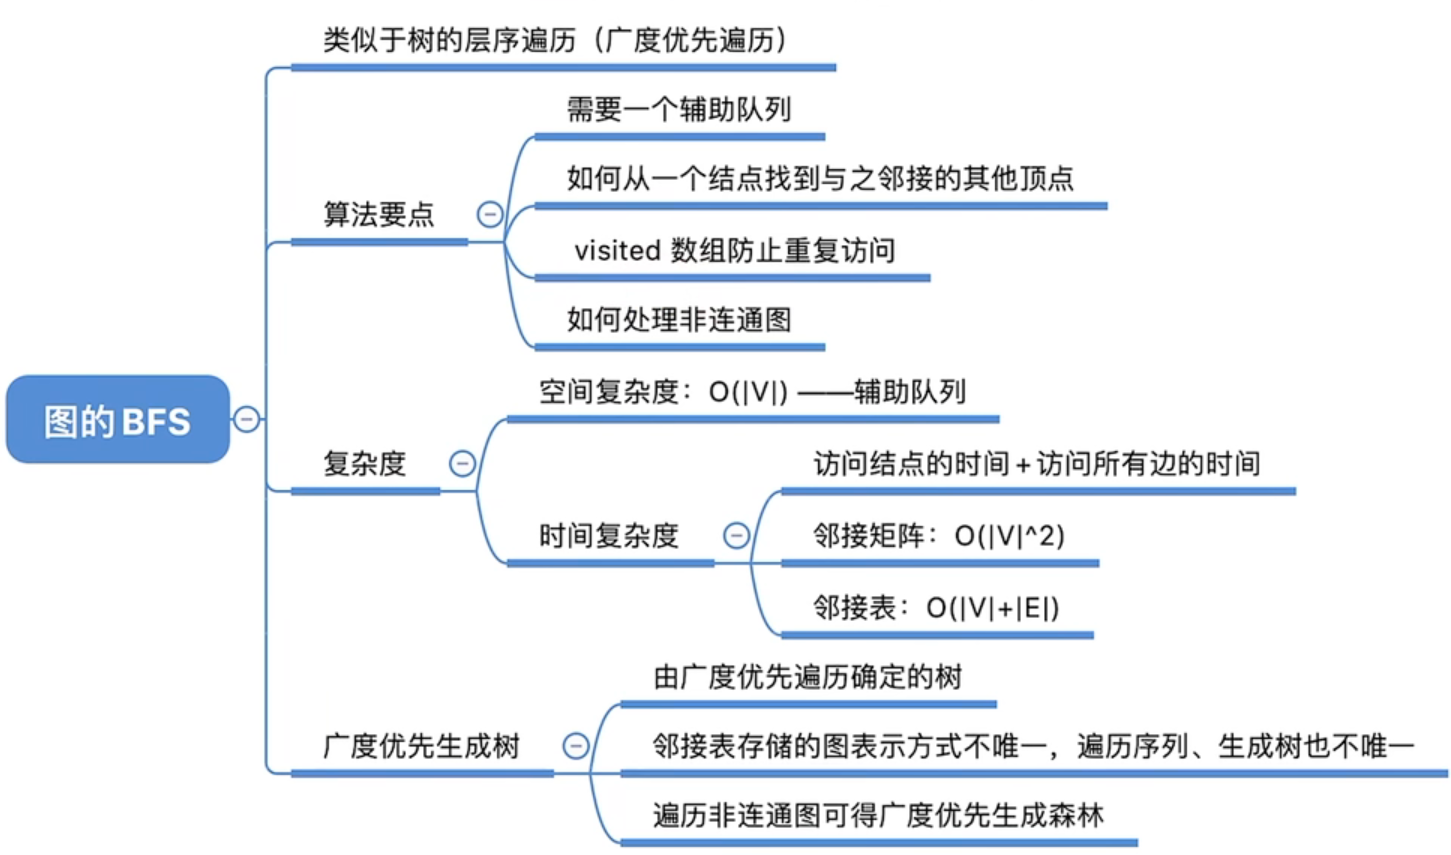 类似于树的层序遍历（广度优先遍历）
需要一个辅助队列
如何从一个结点找到与之邻接的其他顶点
算法要点
visited 数组防止重复访问
如何处理非连通图
空间复杂度：O(|V|) ——辅助队列
图的BFS
复杂度
访问结点的时间+访问所有边的时间
时间复杂度
邻接矩阵：O(|V|^2)
邻接表：O(|V|+|E|)
由广度优先遍历确定的树
广度优先生成树
邻接表存储的图表示方式不唯一，遍历序列、生成树也不唯一
遍历非连通图可得广度优先生成森林